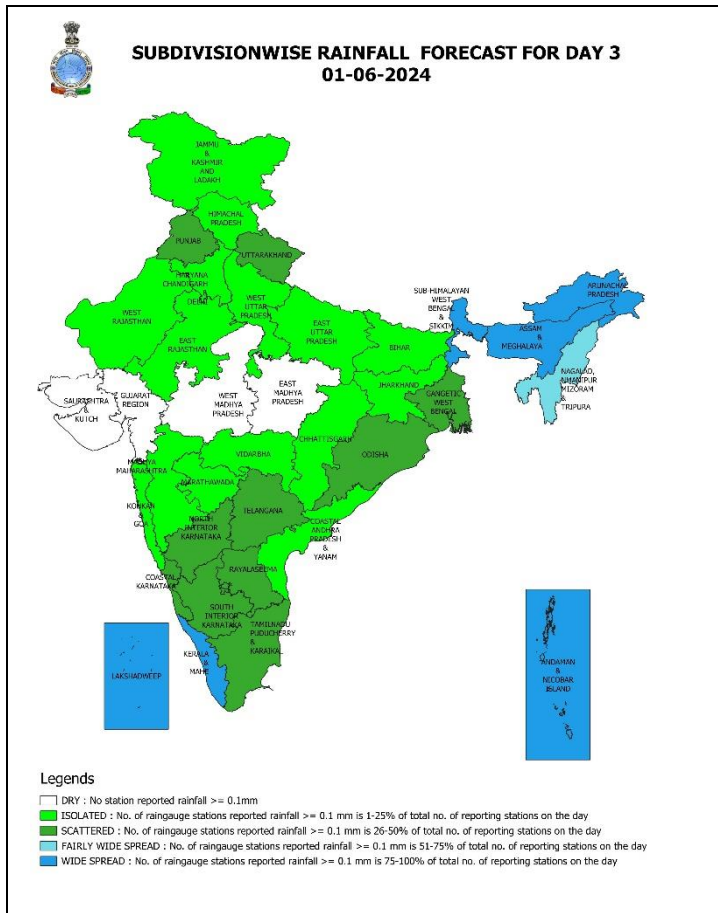 SUBDIVISIONWISE RAINFALL FORECAST FOR DAY 3
01-06-2024
JAMMU
&
KASHMIR
AND
LADAKH
HIMACHAL
PRADESH
PUNJAB
UTTARAKHAND
HARYANA
CHANDIGARH
&
DELHI
WEST
UTTAR
PRADESH
WEST
RAJASTHAN
EAST
RAJASTHAN
EAST
UTTAR
PRADESH
SUB-HIMALAYAN
WEST
BENGAL
&
SIKKIM
ARUNACHAL
PRADESH
ASSAM
&
MEGHALAYA
BIHAR
NAGALAD,
MANIPUR
MIZORAM
&
TRIPURA
JHARKHAND
GANGETIC
WEST
BENGAL
SAURASHTRA
&
KUTCH
GUJARAT
REGION
WEST
MADHYA
PRADESH
EAST
MADHYA
PRADESH
CHHATTISGARH
ODISHA
VIDARBHA
MADHYA
MAHARASHTRA
MARATHAWADA
KONKAN
&
GOA
TELANGANA
NORTH
INTERIOR
KARNATAKA
COASTAL
ANDHRA
PRADESH
&
YANAM
RAYALASEEMA
COASTAL
KARNATAKA
SOUTH
INTERIOR
KARNATAKA
TAMILNADU
PUDUCHERRY
&
KARAIKAL
KERALA
&
MAHE
LAKSHADWEEP
ANDAMAN
&
NICOBAR
ISLAND
Legends
DRY : No station reported rainfall >= 0.1mm
ISOLATED : No. of raingauge stations reported rainfall >= 0.1 mm is 1-25% of total no. of reporting stations on the day
SCATTERED : No. of raingauge stations reported rainfall >= 0.1 mm is 26-50% of total no. of reporting stations on the day
FAIRLY WIDE SPREAD : No. of raingauge stations reported rainfall >= 0.1 mm is 51-75% of total no. of reporting stations on the day
WIDE SPREAD : No. of raingauge stations reported rainfall >= 0.1 mm is 75-100% of total no. of reporting stations on the day